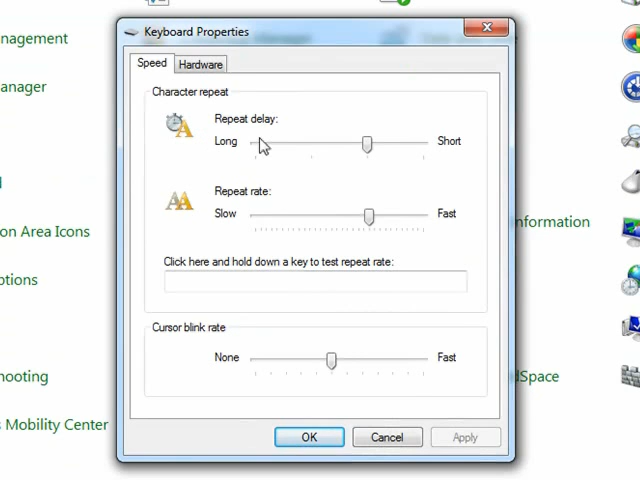 Keyboard Properties
Speed
Hardware
Character repeat
Repeat delay:
Long
Short
Repeat rate:
Slow
Fast
Click here and hold down a key to test repeat rate:
Cursor blink rate
None
Fast
OK
Cancel
Apply
anagement
anager
on Area Icons
ptions
hooting
s Mobility Center
nformation
dSpace